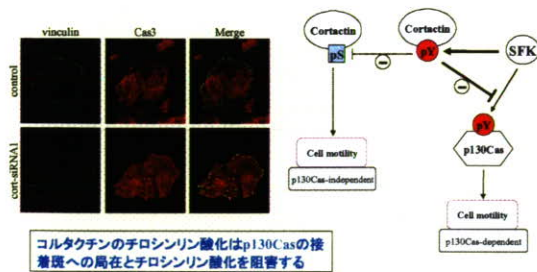 vinculin
Cas3
Merge
control
cort-siRNA1
Cortactin
Cortactin
SFK
pS
pY
pY
p130Cas
Cell motility
p130Cas-independent
Cell motility
p130Cas-dependent
コルタクチンのチロシンリン酸化はp130Casの接
着斑への局在とチロシンリン酸化を阻害する